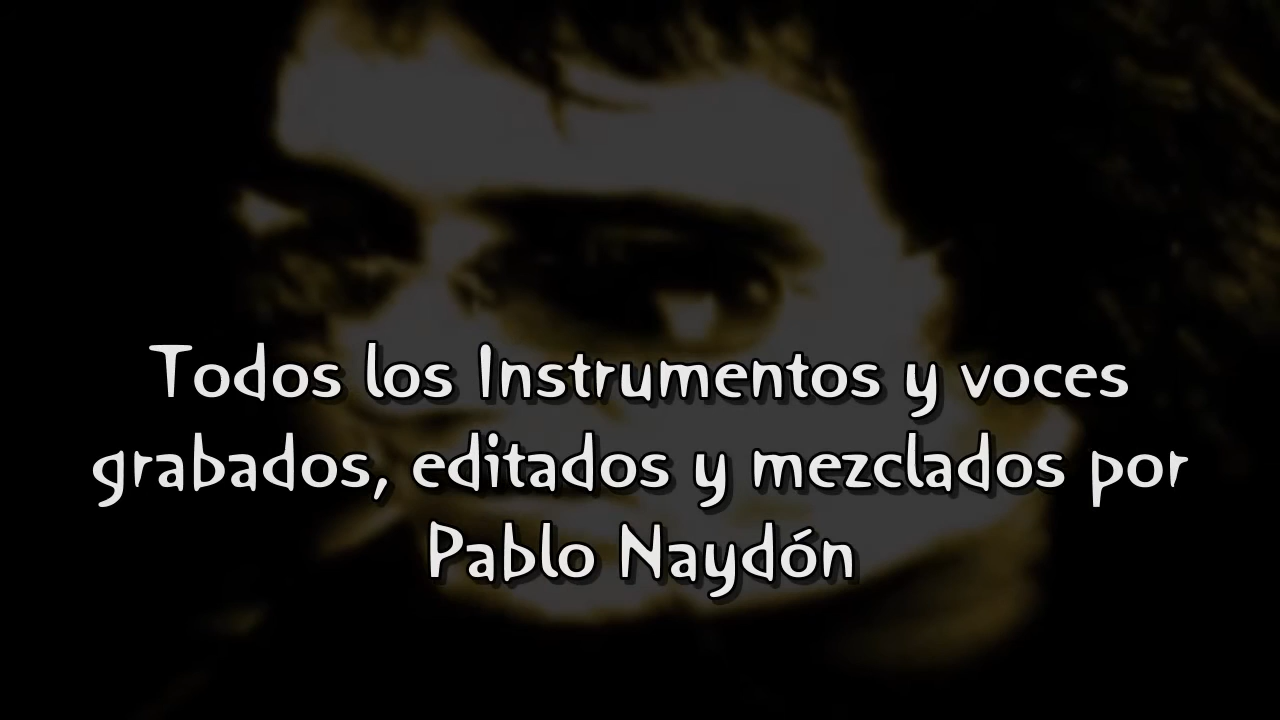 Todos los Instrumentos y voces
grabados, editados y mezclados por
Pablo Naydón